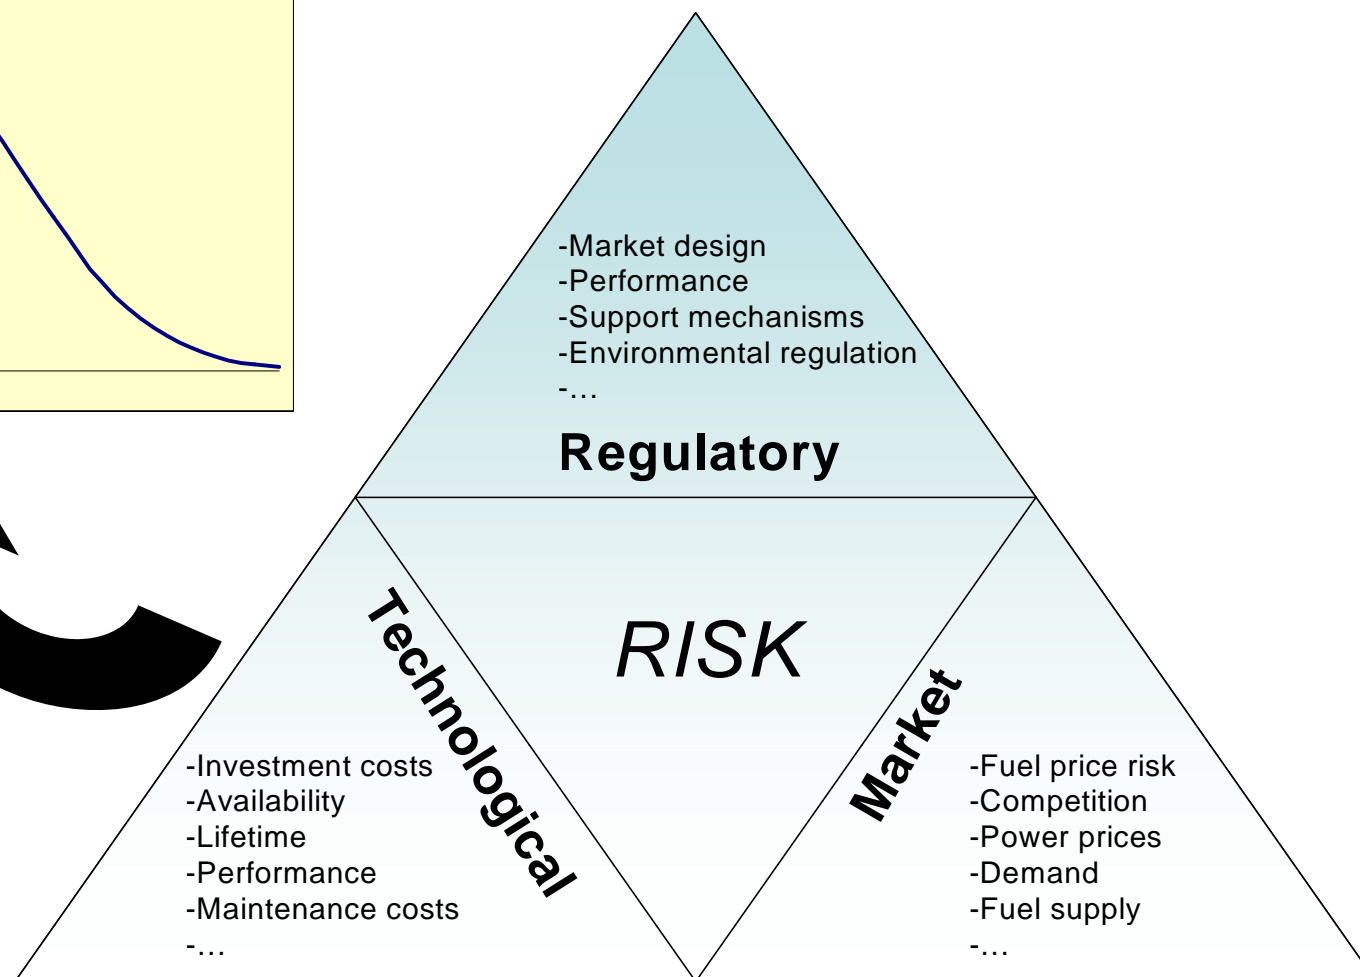 -Market design
-Performance
-Support mechanisms
-Environmental regulation
-…
Regulatory
RISK
Technological
-Investment costs
-Availability
-Lifetime
-Performance
-Maintenance costs
-…
Market
-Fuel price risk
-Competition
-Power prices
-Demand
-Fuel supply
-…